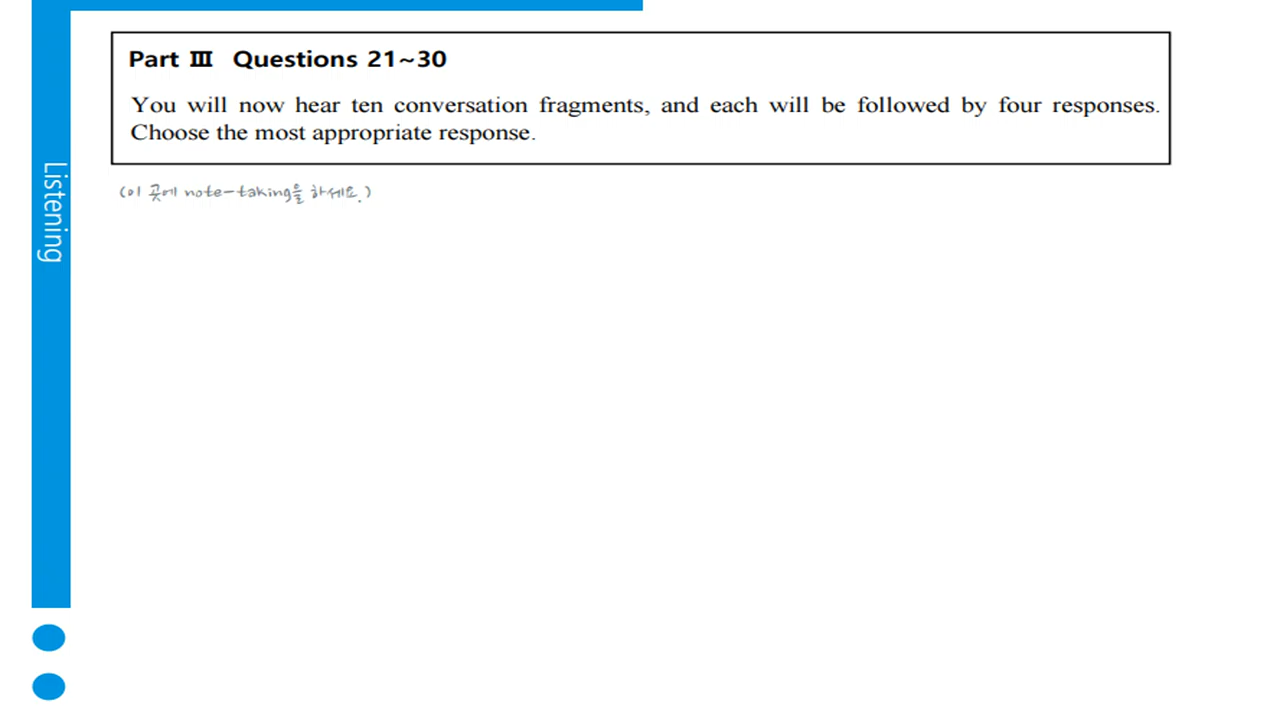 Part Ⅲ Questions 21~30
You will now hear ten conversation fragments, and each will be followed by four responses.
Choose the most appropriate response.
(이 곳에 note-taking을 하세요.)
Listening